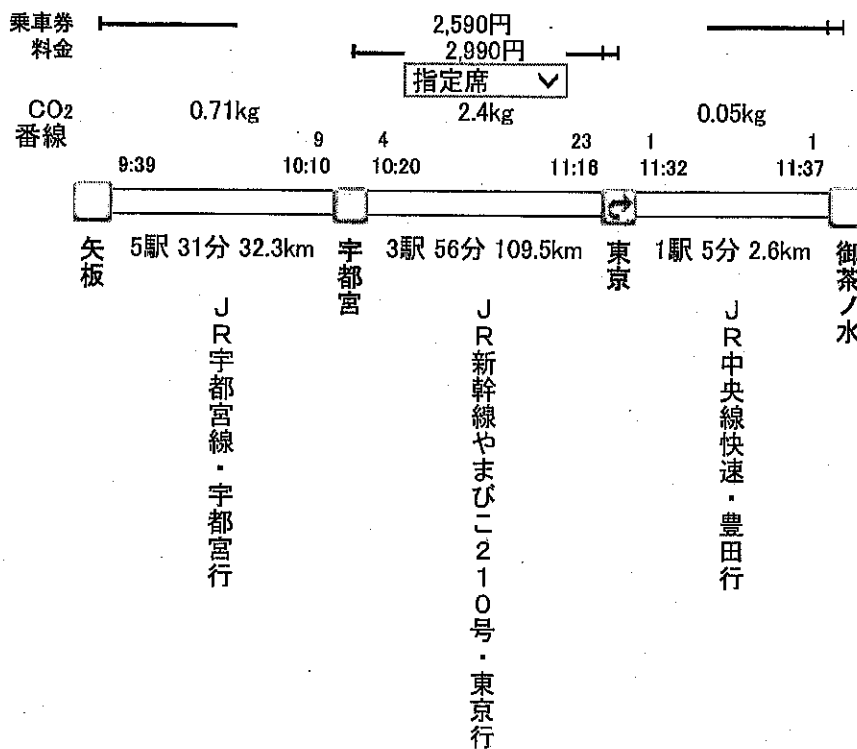 乗車券 2,590円
料金 2,990円
指定席
CO2 0.71kg 2.4kg 0.05kg
番線 9 4 23 1 1
9:39 10:10 10:20 11:16 11:32 11:37
矢板 5駅 31分 32.3km 宇都宮 3駅 56分 109.5km 東京 1駅 5分 2.6km 御茶ノ水
JR宇都宮線・宇都宮行
JR新幹線やまびこ210号・東京行
JR中央線快速・豊田行